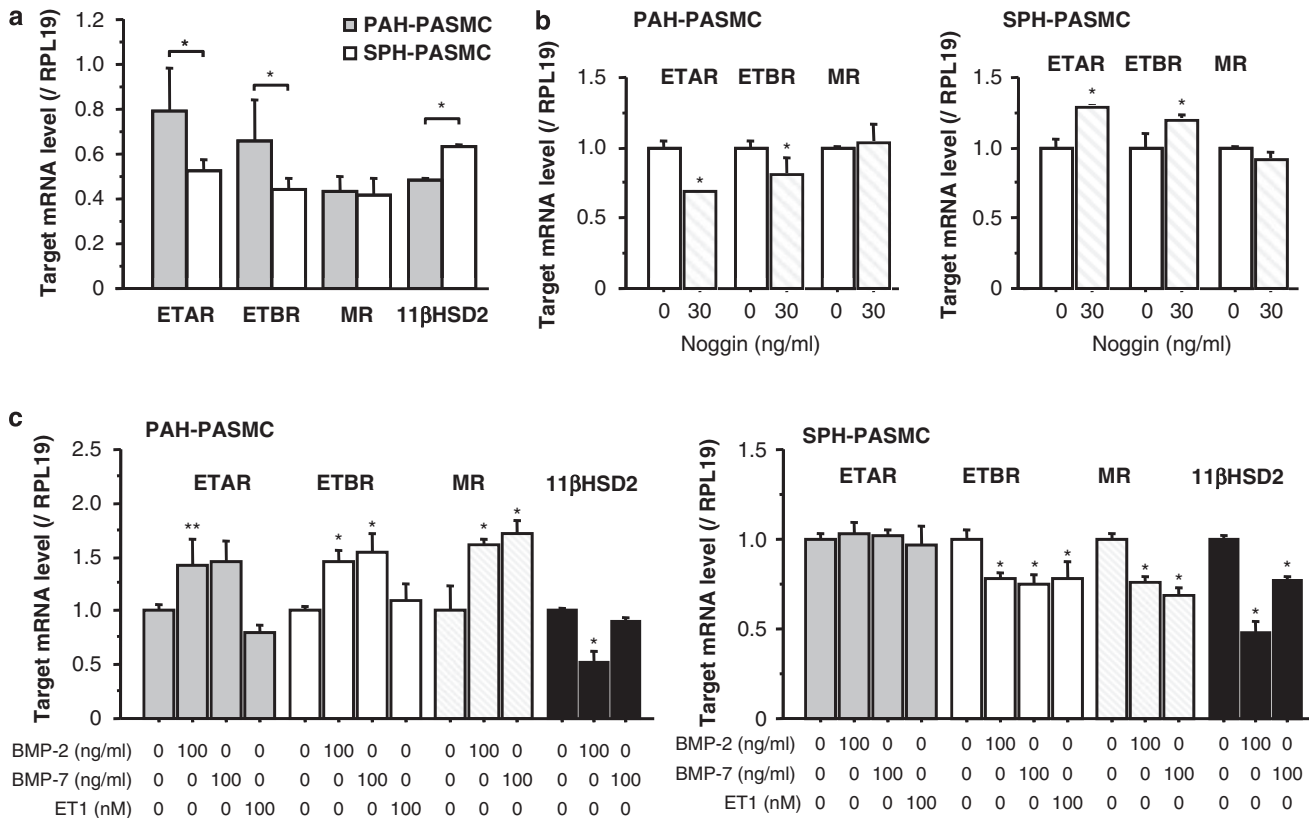 a
Target mRNA level (/ RPL19)
1.2
1.0
0.8
0.6
0.4
0.2
0
PAH-PASMC
SPH-PASMC
*
*
*
ETAR ETBR MR 11βHSD2
b
PAH-PASMC
Target mRNA level (/ RPL19)
1.5
1.0
0.5
0
ETAR ETBR MR
*
*
0 30 0 30 0 30
Noggin (ng/ml)
SPH-PASMC
Target mRNA level (/ RPL19)
1.5
1.0
0.5
0
ETAR ETBR MR
*
*
0 30 0 30 0 30
Noggin (ng/ml)
c
PAH-PASMC
Target mRNA level (/ RPL19)
2.5
2.0
1.5
1.0
0.5
0
ETAR ETBR MR 11βHSD2
** * * * * *
BMP-2 (ng/ml) 0 100 0 0 0 100 0 0 0 100 0 0 100 0
BMP-7 (ng/ml) 0 0 100 0 0 0 100 0 0 0 100 0 0 100
ET1 (nM) 0 0 0 100 0 0 0 100 0 0 0 0 0 0
SPH-PASMC
Target mRNA level (/ RPL19)
1.5
1.0
0.5
0
ETAR ETBR MR 11βHSD2
* * * * * * *
BMP-2 (ng/ml) 0 100 0 0 0 100 0 0 0 100 0 0 100 0
BMP-7 (ng/ml) 0 0 100 0 0 0 100 0 0 0 100 0 0 100
ET1 (nM) 0 0 0 100 0 0 0 100 0 0 0 0 0 0